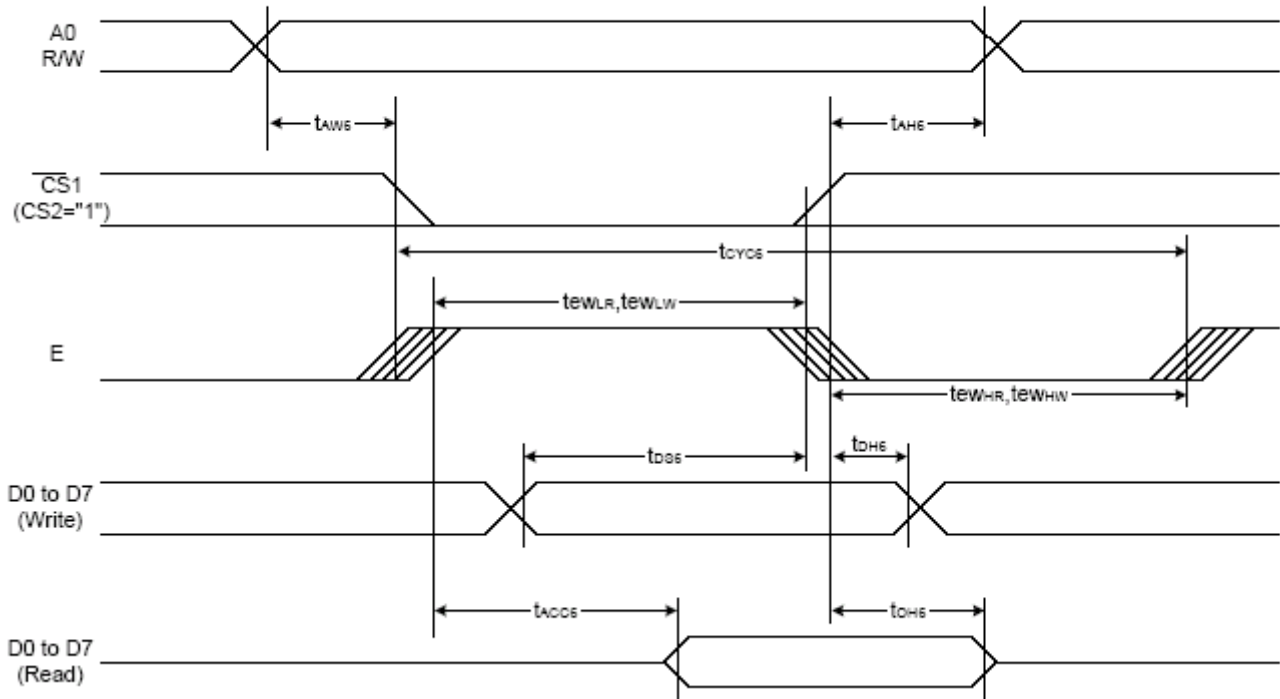 A0
R/W
tAW6
tAH6
CS1
(CS2="1")
tCYC6
tewLR,tewLW
E
tewHR,tewHW
tDS6
tDH6
D0 to D7
(Write)
tACC6
tOH6
D0 to D7
(Read)